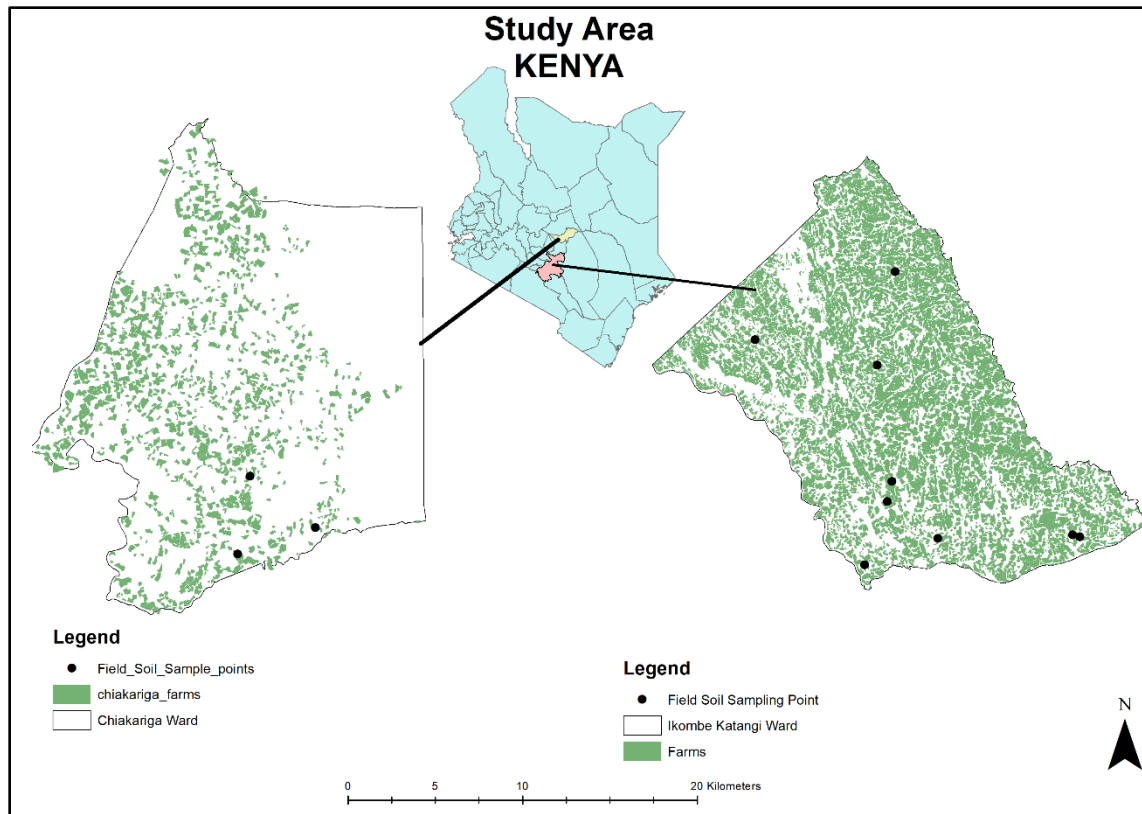 Study Area
KENYA
Legend
Field_Soil_Sample_points
chiakariga_farms
Chiakariga Ward
Legend
Field Soil Sampling Point
Ikombe Katangi Ward
Farms
N
0 5 10 20 Kilometers